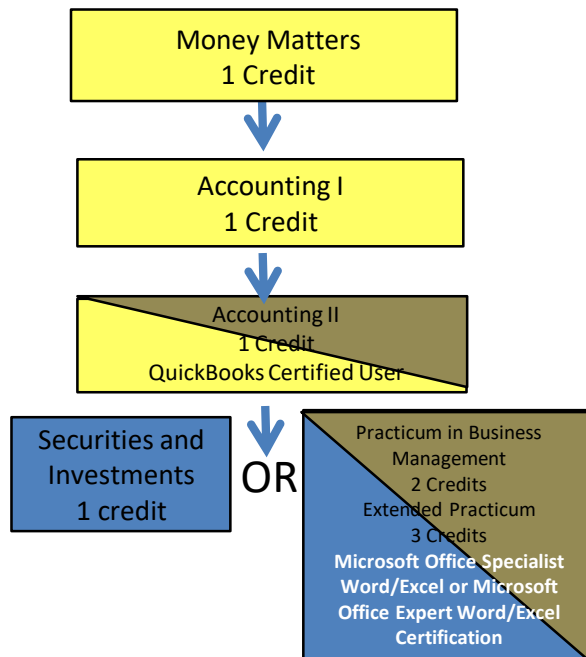 Money Matters
1 Credit
Accounting I
1 Credit
Accounting II
1 Credit
QuickBooks Certified User
Securities and
Investments
1 credit
OR
Practicum in Business
Management
2 Credits
Extended Practicum
3 Credits
Microsoft Office Specialist
Word/Excel or Microsoft
Office Expert Word/Excel
Certification